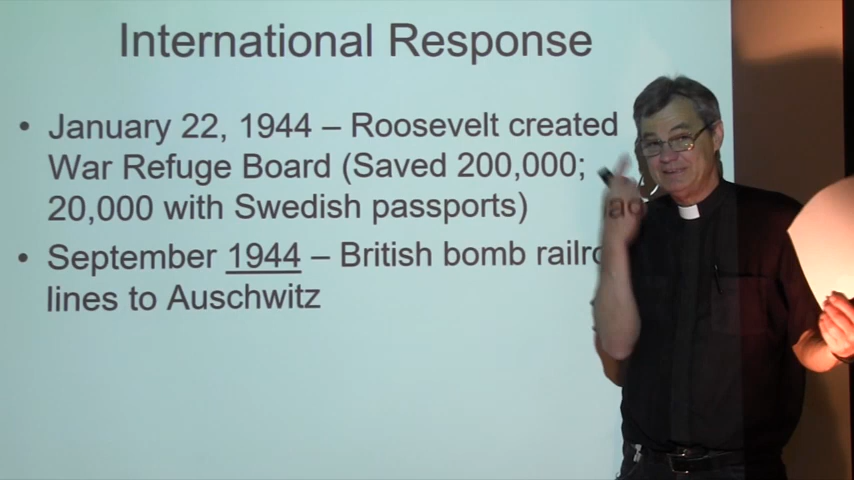 International Response
• January 22, 1944 – Roosevelt created
War Refuge Board (Saved 200,000;
20,000 with Swedish passports)
• September 1944 – British bomb
lines to Auschwitz